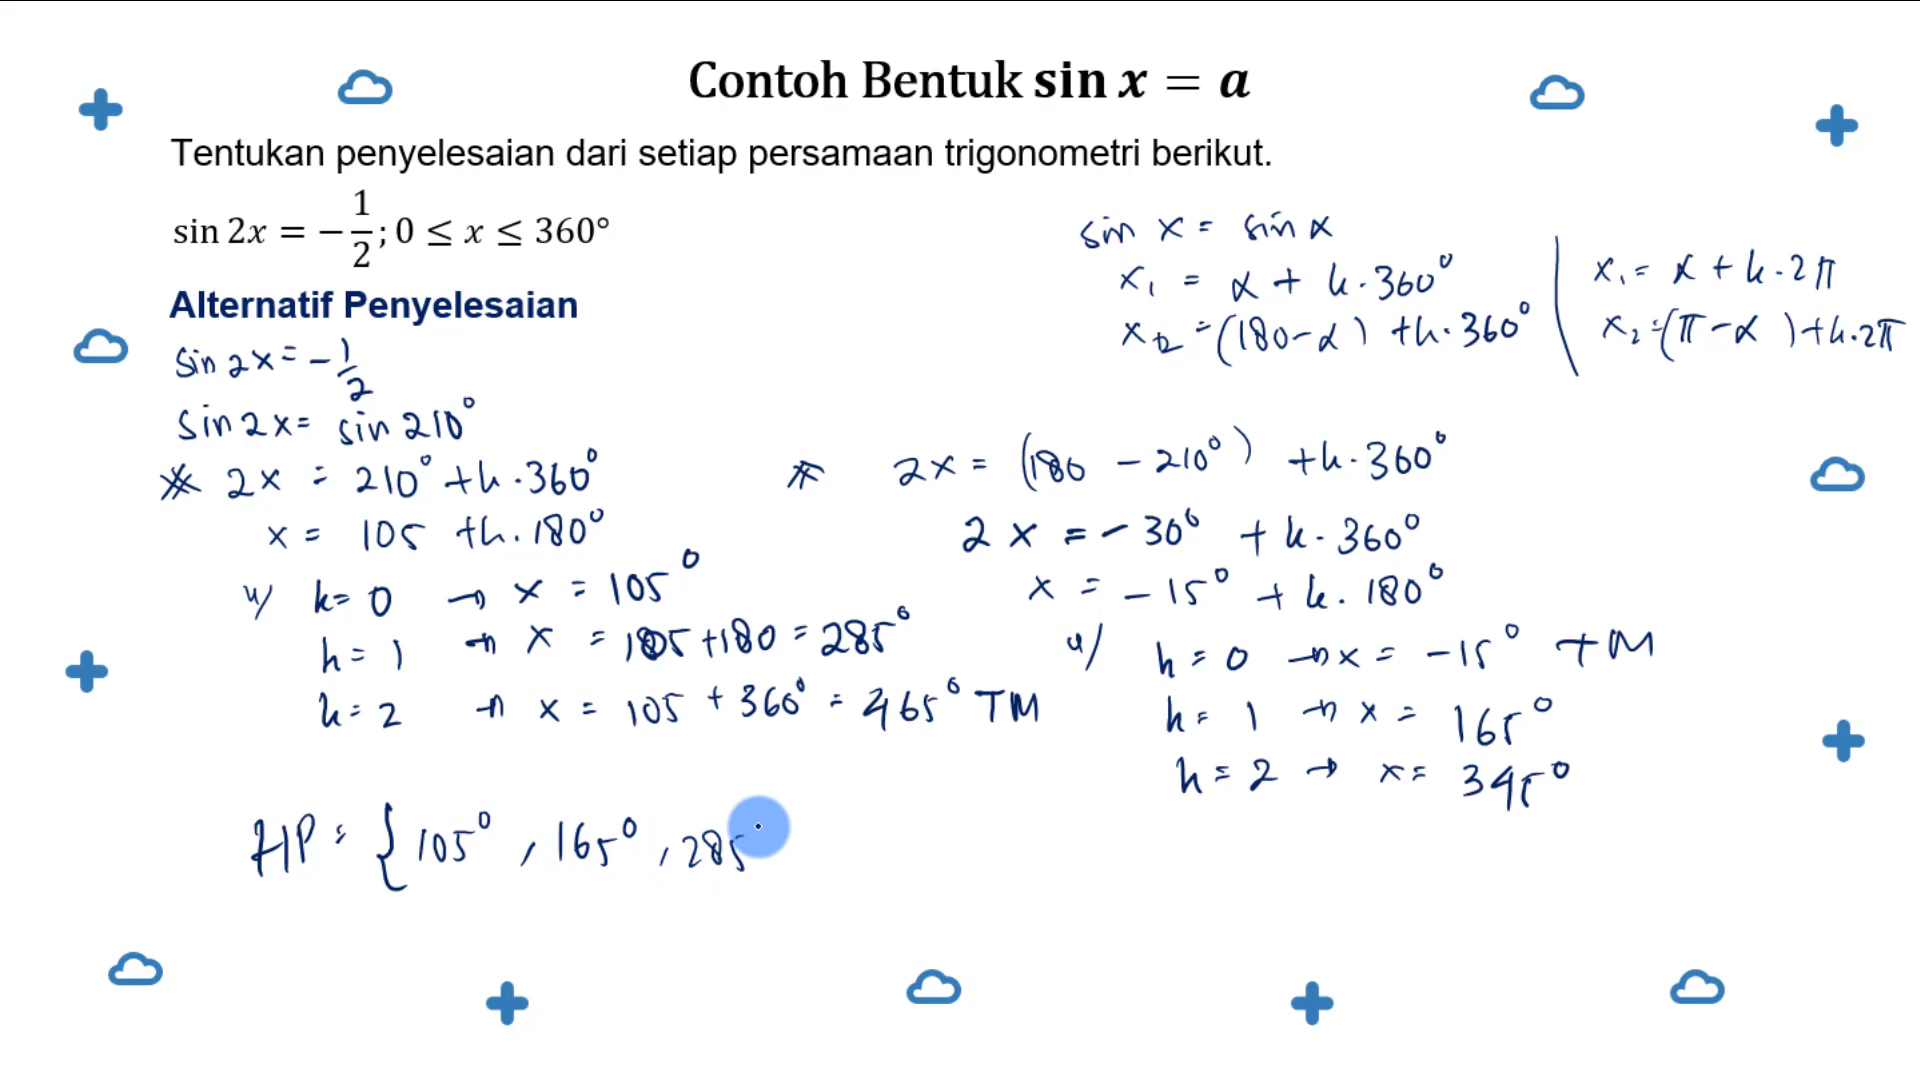 Contoh Bentuk sin x = a
Tentukan penyelesaian dari setiap persamaan trigonometri berikut.
sin 2x = −1/2 ; 0 ≤ x ≤ 360°
Alternatif Penyelesaian
sin 2x = -1/2
sin 2x = sin 210°
* 2x = 210° + k . 360°
x = 105 + k . 180°
u/ k = 0 → x = 105°
k = 1 → x = 105 + 180 = 285°
k = 2 → x = 105 + 360° = 465° TM
sin x = sin α
x₁ = α + k . 360°
x₂ = (180 - α) + k . 360°
x₁ = α + k . 2π
x₂ = (π - α) + k . 2π
* 2x = (180 - 210°) + k . 360°
2x = -30° + k . 360°
x = -15° + k . 180°
u/ k = 0 → x = -15° TM
k = 1 → x = 165°
k = 2 → x = 345°
HP = { 105° , 165° , 285